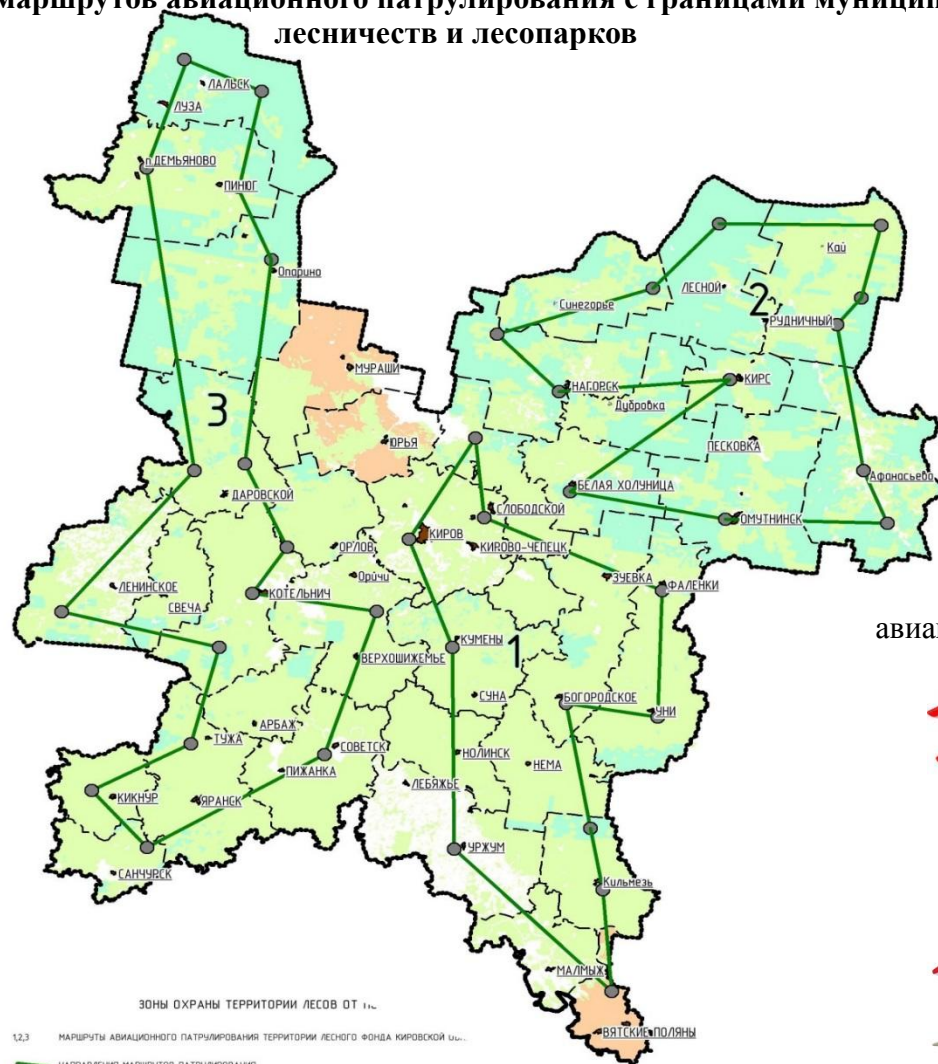 маршрутов авиационного патрулирования с границами муницип
лесничеств и лесопарков
ЛАЛЬСК
ЛУЗА
п.ДЕМЬЯНОВО
ПИНЮГ
Опарино
Кай
ЛЕСНОЙ
2
Синегорье
РУДНИЧНЫЙ
МУРАШИ
НАГОРСК
КИРС
Дубровка
3
ЮРЬЯ
ПЕСКОВКА
Афанасьево
БЕЛАЯ ХОЛУНИЦА
ДАРОВСКОЙ
СЛОБОДСКОЙ
ОМУТНИНСК
КИРОВ
ОРЛОВ
КИРОВО-ЧЕПЕЦК
Оричи
ЗУЕВКА
ФАЛЕНКИ
ЛЕНИНСКОЕ
КОТЕЛЬНИЧ
СВЕЧА
авиа
КУМЕНЫ
1
ВЕРХОШИЖЕМЬЕ
СУНА
БОГОРОДСКОЕ
УНИ
АРБАЖ
ТУЖА
СОВЕТСК
НОЛИНСК
НЕМА
ПИЖАНКА
ЛЕБЯЖЬЕ
КИКНУР
ЯРАНСК
УРЖУМ
САНЧУРСК
Кильмезь
МАЛМЫЖ
ЗОНЫ ОХРАНЫ ТЕРРИТОРИИ ЛЕСОВ ОТ
ВЯТСКИЕ ПОЛЯНЫ
1,2,3 МАРШРУТЫ АВИАЦИОННОГО ПАТРУЛИРОВАНИЯ ТЕРРИТОРИИ ЛЕСНОГО ФОНДА КИРОВСКОЙ
НАПРАВЛЕНИЯ МАРШРУТОВ ПАТРУЛИРОВАНИЯ